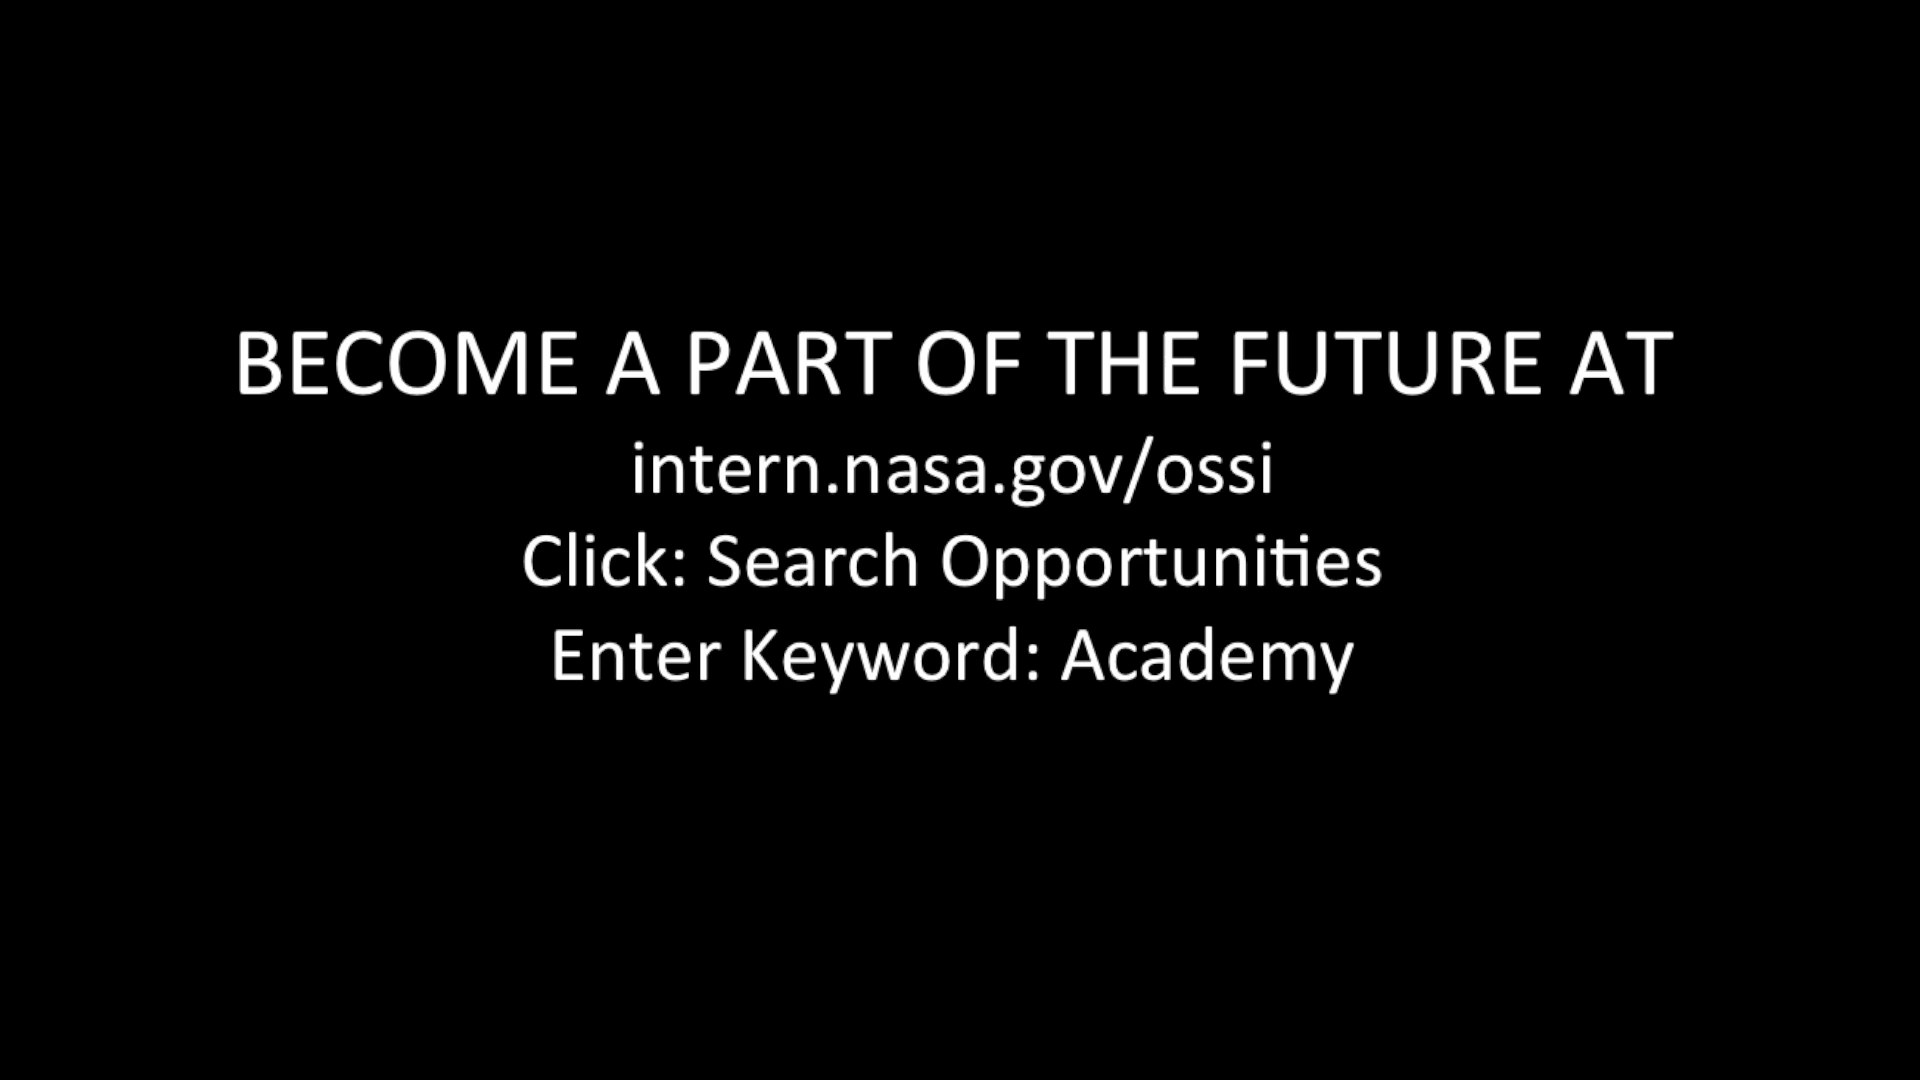 BECOME A PART OF THE FUTURE AT
intern.nasa.gov/ossi
Click: Search Opportunities
Enter Keyword: Academy